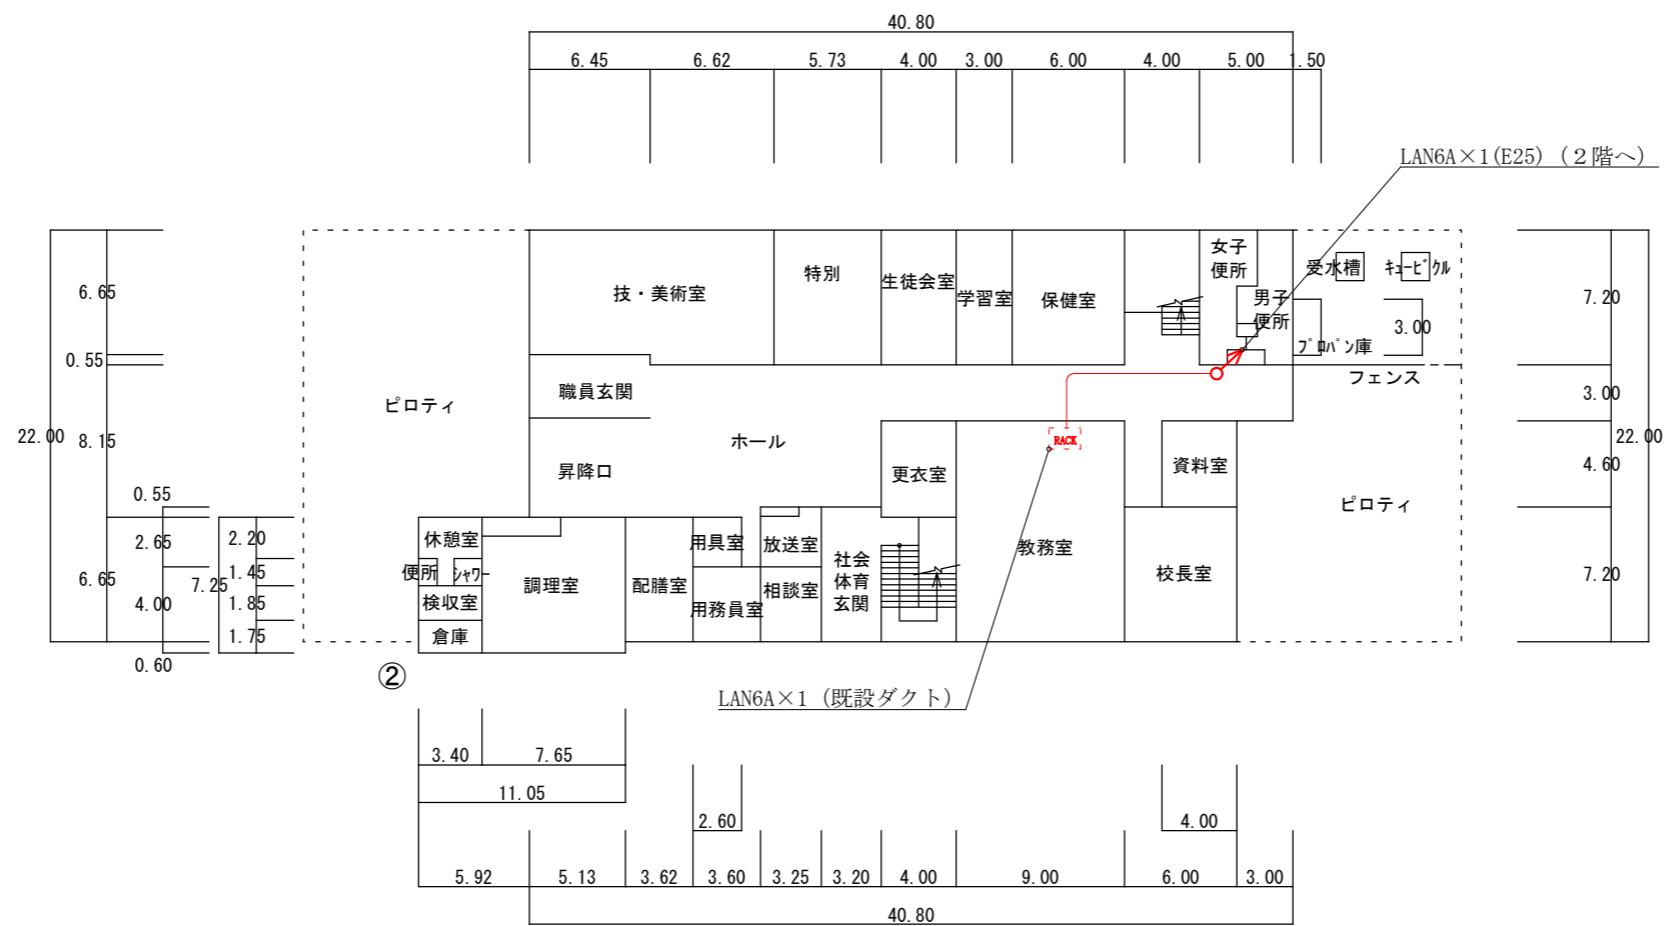 40.80
6.45 6.62 5.73 4.00 3.00 6.00 4.00 5.00 1.50
LAN6A×1(E25) (2階へ)
女子
便所
受水槽 ｷｭｰﾋﾞｸﾙ
特別
生徒会室
技・美術室
学習室
保健室
男子
便所
6.65
7.20
3.00
ﾌﾟﾛﾊﾟﾝ庫
0.55
フェンス
職員玄関
3.00
ピロティ
22.00
8.15
ホール
RACK
22.00
昇降口
更衣室
資料室
4.60
0.55
ピロティ
2.65
2.20
休憩室
用具室
放送室
教務室
社会
体育
玄関
1.45
便所
ｼｬﾜｰ
6.65
7.25
調理室
配膳室
相談室
校長室
7.20
4.00
1.85
検収室
用務員室
1.75
倉庫
0.60
②
LAN6A×1 (既設ダクト)
3.40 7.65
11.05
2.60
4.00
5.92 5.13 3.62 3.60 3.25 3.20 4.00 9.00 6.00 3.00
40.80